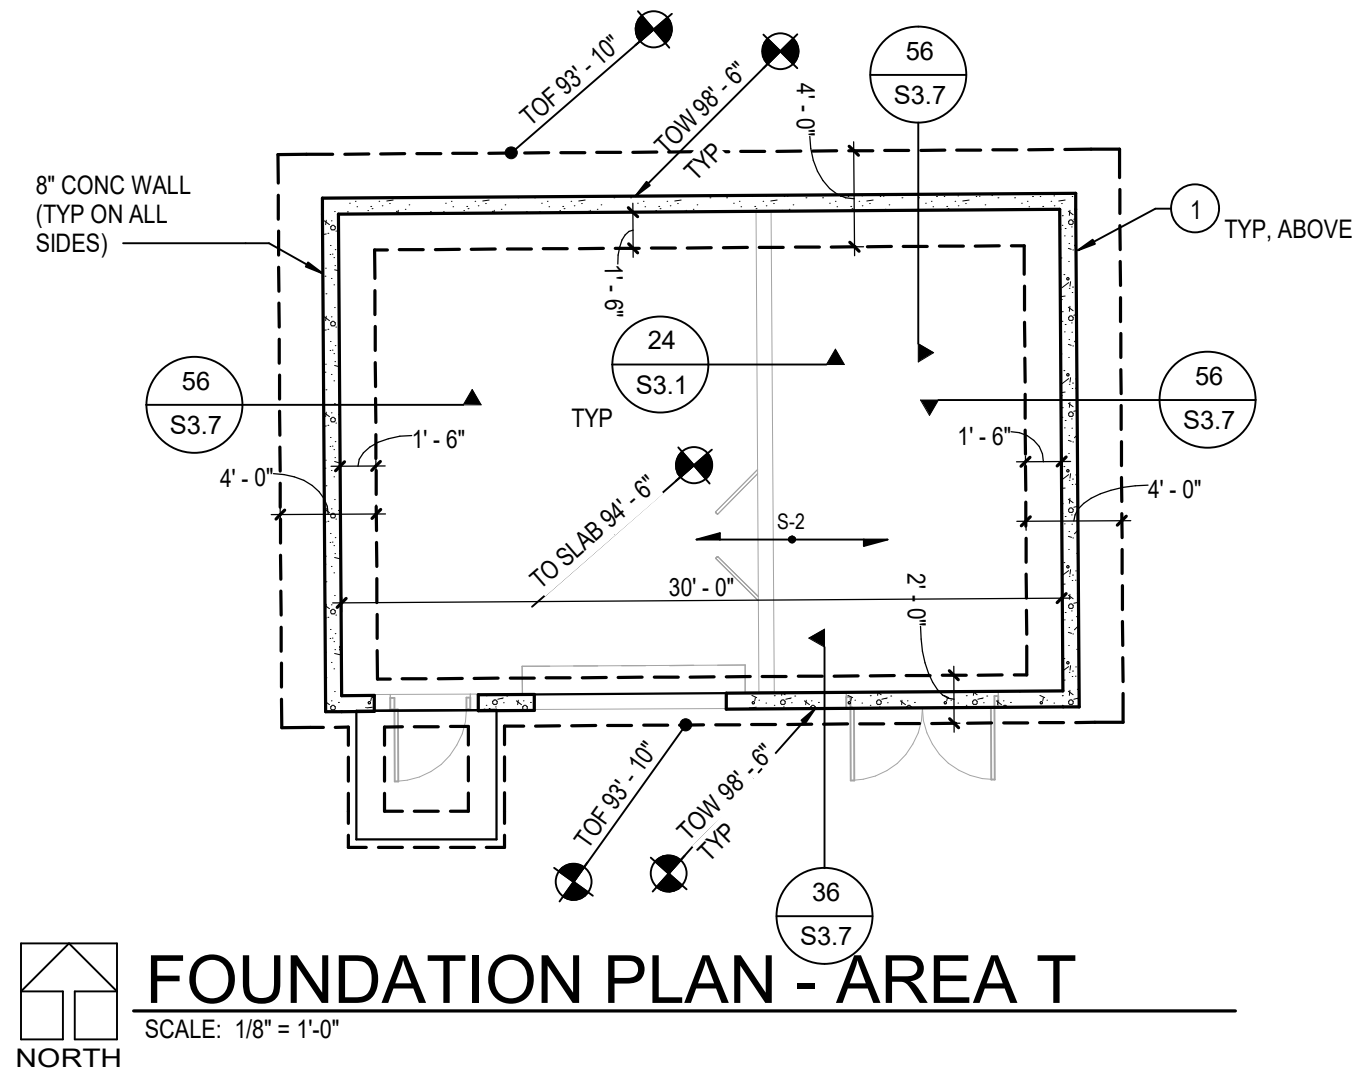 TOF 93' - 10"
TOW 98' - 6"
TYP
4' - 0"
56
S3.7
8" CONC WALL
(TYP ON ALL
SIDES)
1
TYP, ABOVE
1' - 6"
24
S3.1
TYP
56
S3.7
56
S3.7
1' - 6"
4' - 0"
1' - 6"
4' - 0"
TO SLAB 94' - 6"
S-2
30' - 0"
2' - 0"
TOF 93' - 10"
TOW 98' - 6"
TYP
36
S3.7
FOUNDATION PLAN - AREA T
SCALE: 1/8" = 1'-0"
NORTH